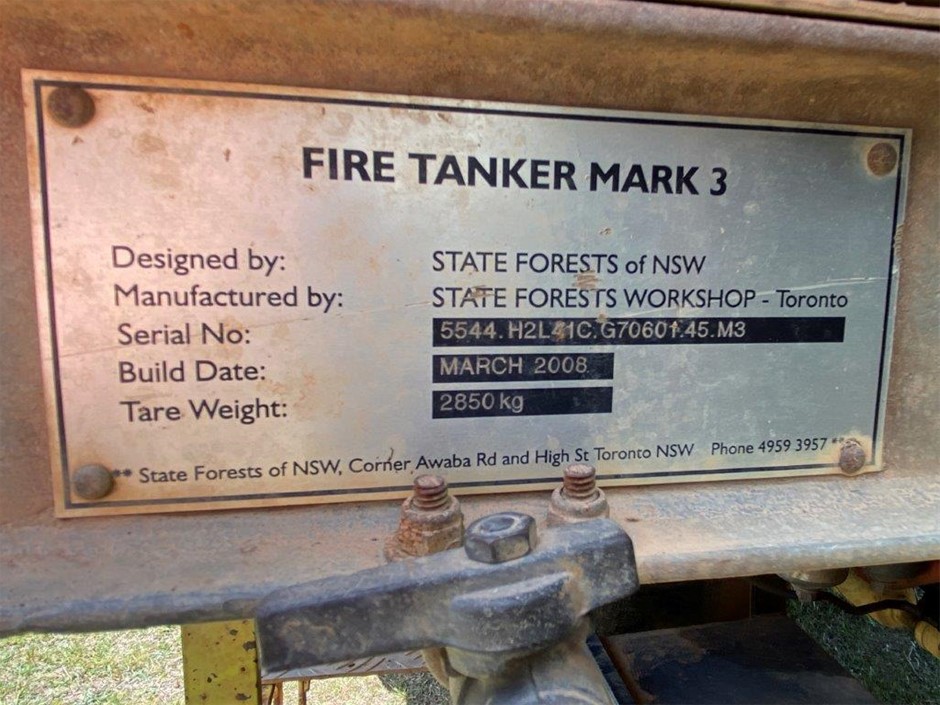 FIRE TANKER MARK 3
Designed by: STATE FORESTS of NSW
Manufactured by: STATE FORESTS WORKSHOP - Toronto
Serial No: 5544.H2L41C.G70601.45.M3
Build Date: MARCH 2008
Tare Weight: 2850 kg
** State Forests of NSW, Corner Awaba Rd and High St Toronto NSW Phone 4959 3957 **